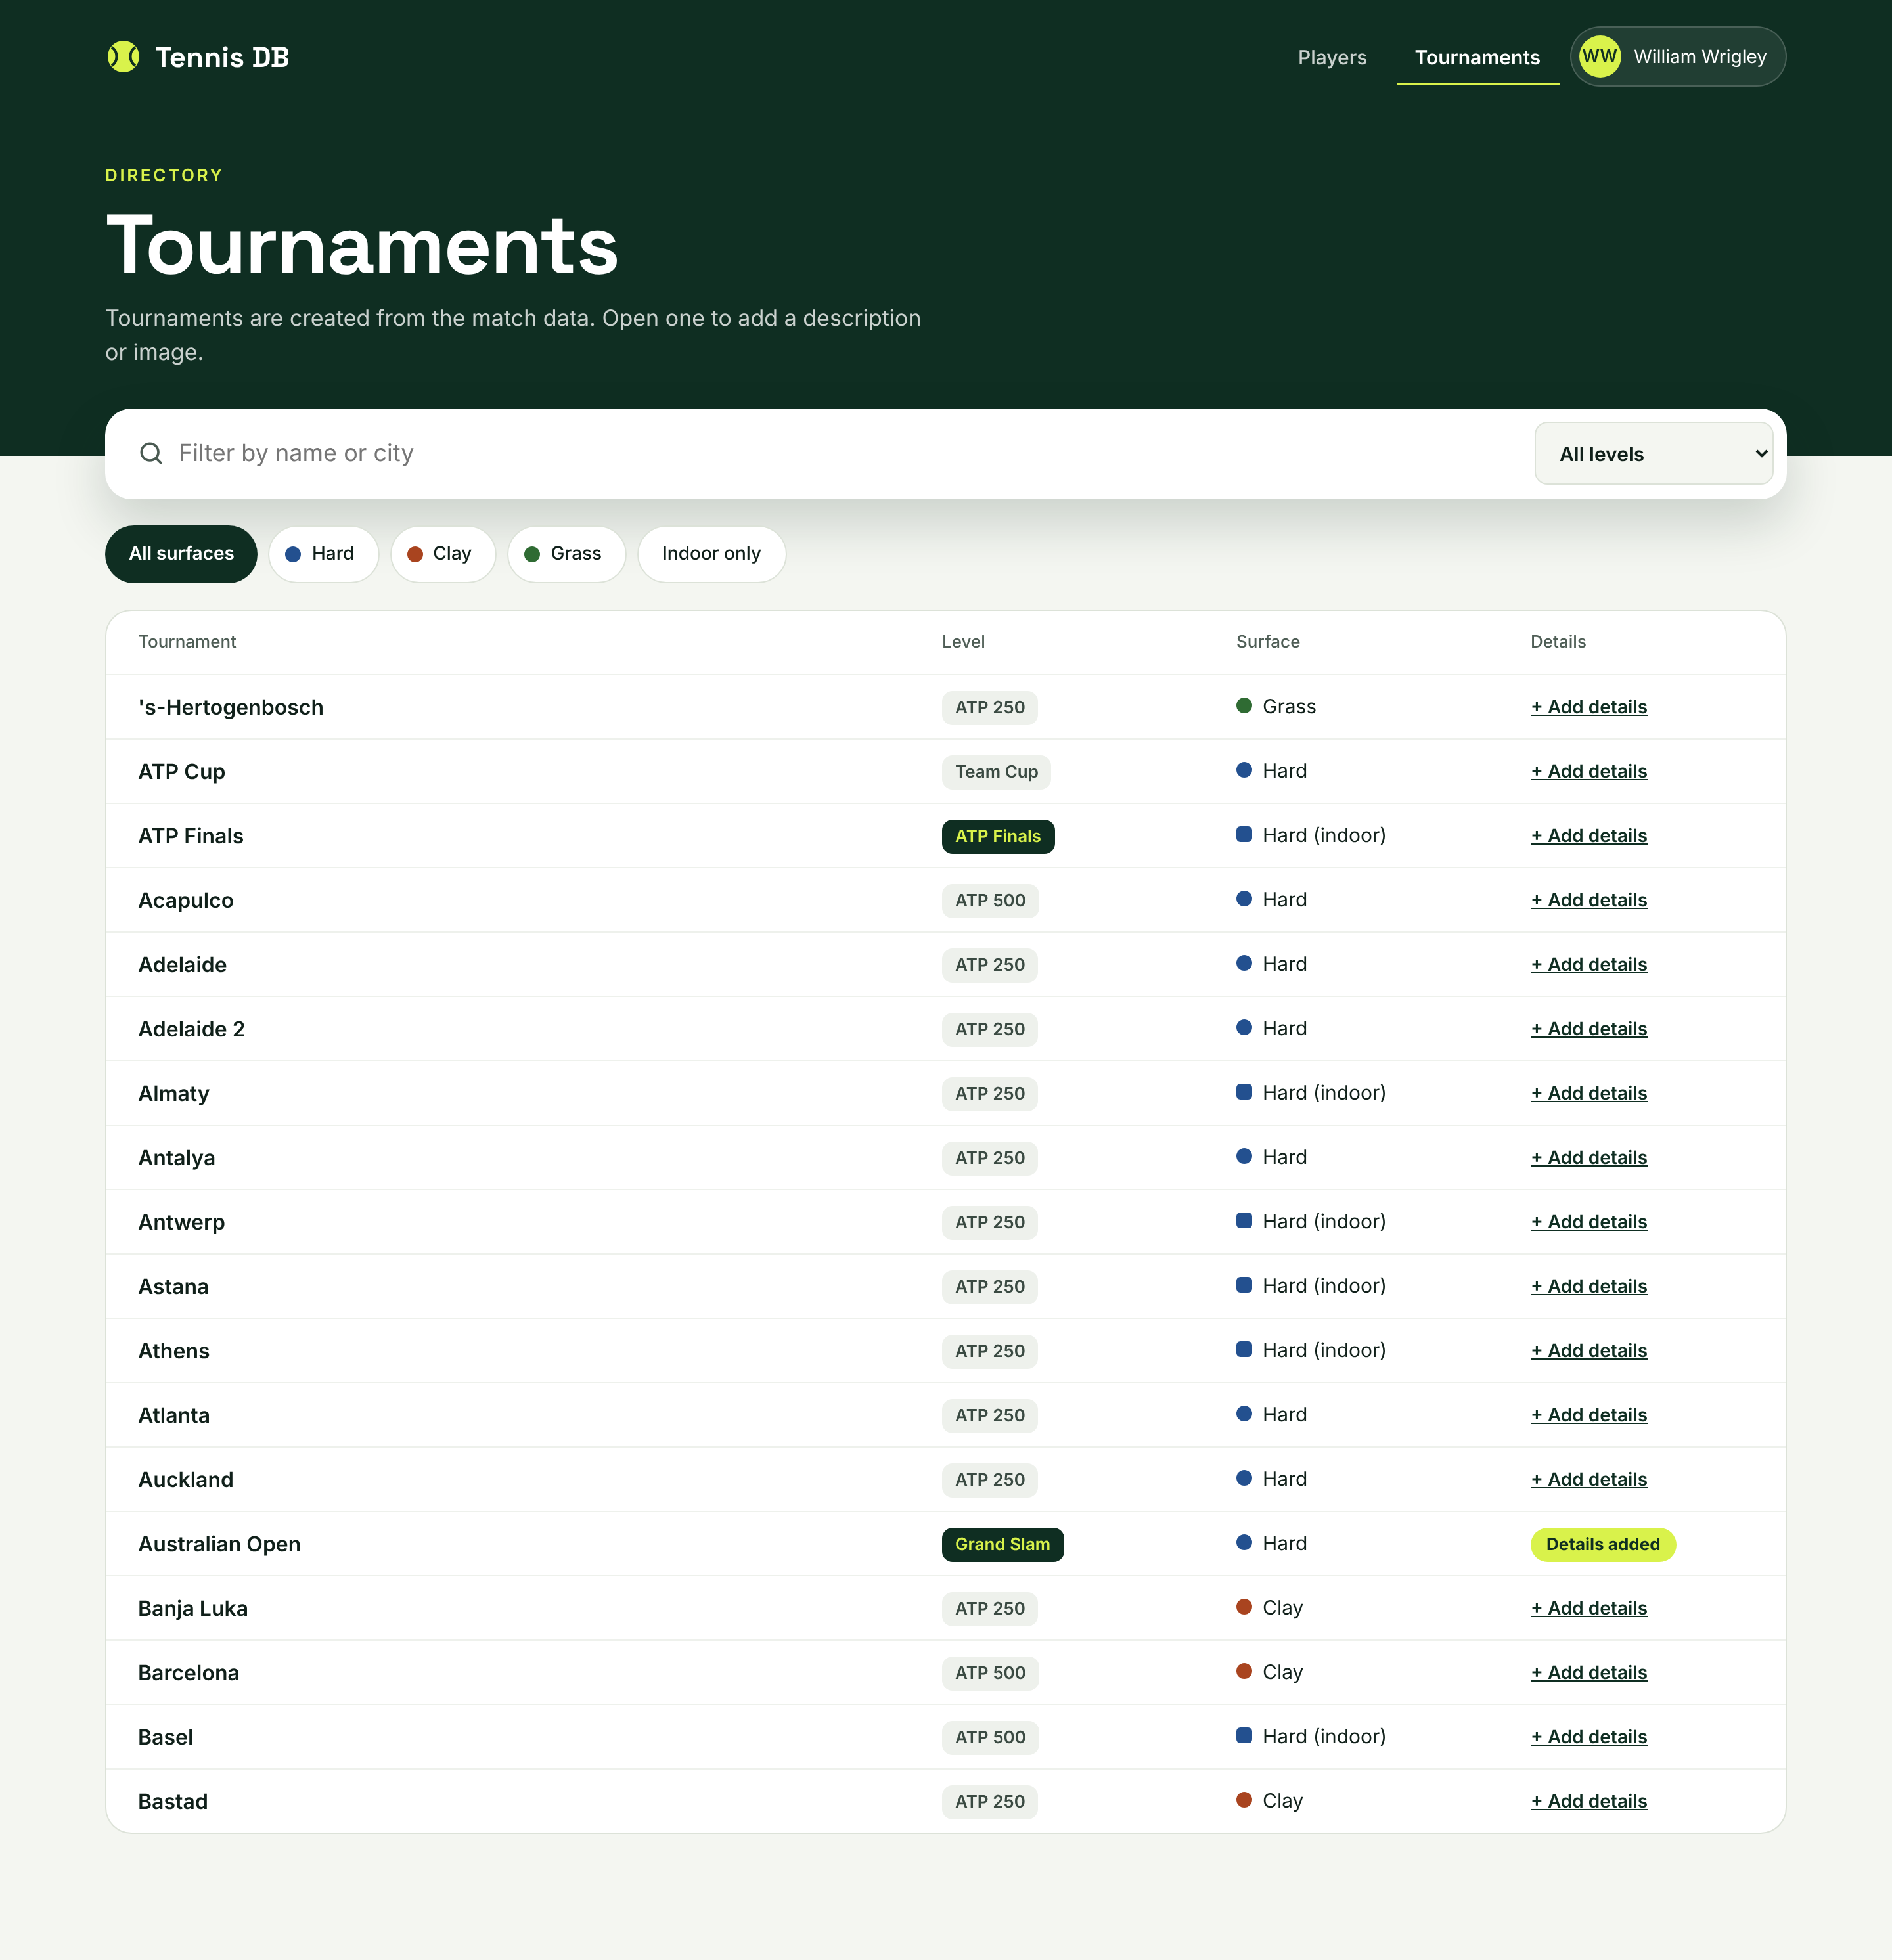 Tennis DB
Players
Tournaments
WW
William Wrigley
DIRECTORY
Tournaments
Tournaments are created from the match data. Open one to add a description
or image.
Filter by name or city
All levels
All surfaces
Hard
Clay
Grass
Indoor only
Tournament Level Surface Details
's-Hertogenbosch ATP 250 Grass + Add details
ATP Cup Team Cup Hard + Add details
ATP Finals ATP Finals Hard (indoor) + Add details
Acapulco ATP 500 Hard + Add details
Adelaide ATP 250 Hard + Add details
Adelaide 2 ATP 250 Hard + Add details
Almaty ATP 250 Hard (indoor) + Add details
Antalya ATP 250 Hard + Add details
Antwerp ATP 250 Hard (indoor) + Add details
Astana ATP 250 Hard (indoor) + Add details
Athens ATP 250 Hard (indoor) + Add details
Atlanta ATP 250 Hard + Add details
Auckland ATP 250 Hard + Add details
Australian Open Grand Slam Hard Details added
Banja Luka ATP 250 Clay + Add details
Barcelona ATP 500 Clay + Add details
Basel ATP 500 Hard (indoor) + Add details
Bastad ATP 250 Clay + Add details